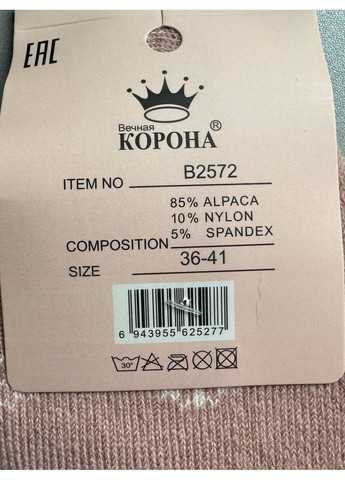 EAC
Вечная
КОРОНА ®
ITEM NO B2572
85% ALPACA
10% NYLON
COMPOSITION 5% SPANDEX
SIZE 36-41
6 943955 625277
30°